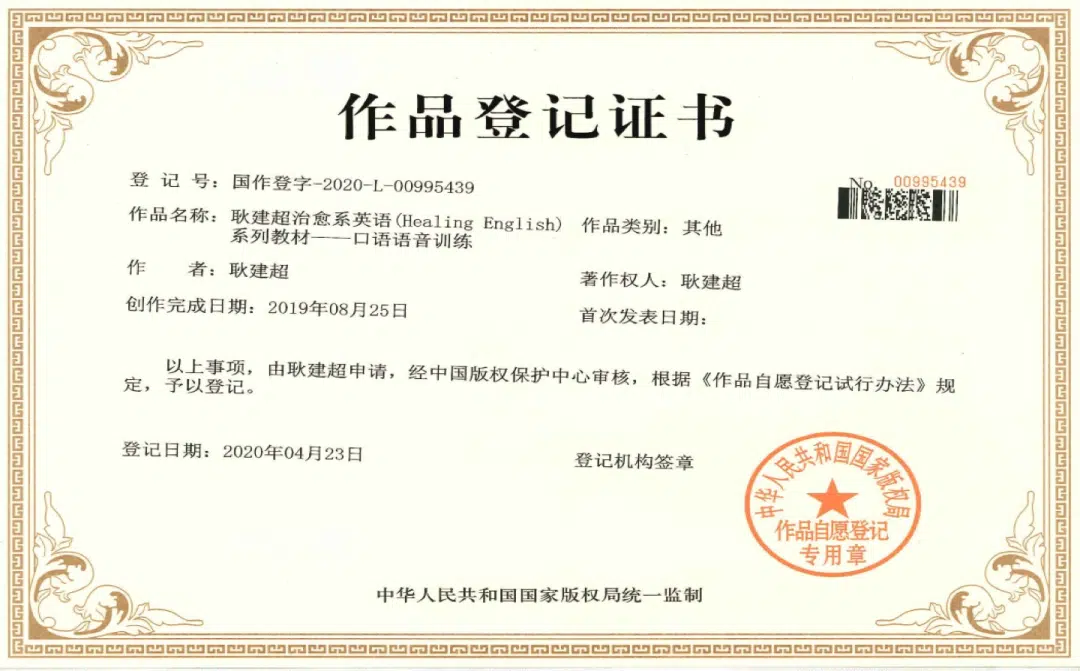 作品登记证书
No. 00995439
登 记 号：国作登字-2020-L-00995439
作品名称：耿建超治愈系英语(Healing English)
系列教材——口语语音训练
作品类别：其他
作 者：耿建超
著作权人：耿建超
创作完成日期：2019年08月25日
首次发表日期：
以上事项，由耿建超申请，经中国版权保护中心审核，根据《作品自愿登记试行办法》规
定，予以登记。
登记日期：2020年04月23日
登记机构签章
中华人民共和国国家版权局
作品自愿登记
专用章
中华人民共和国国家版权局统一监制